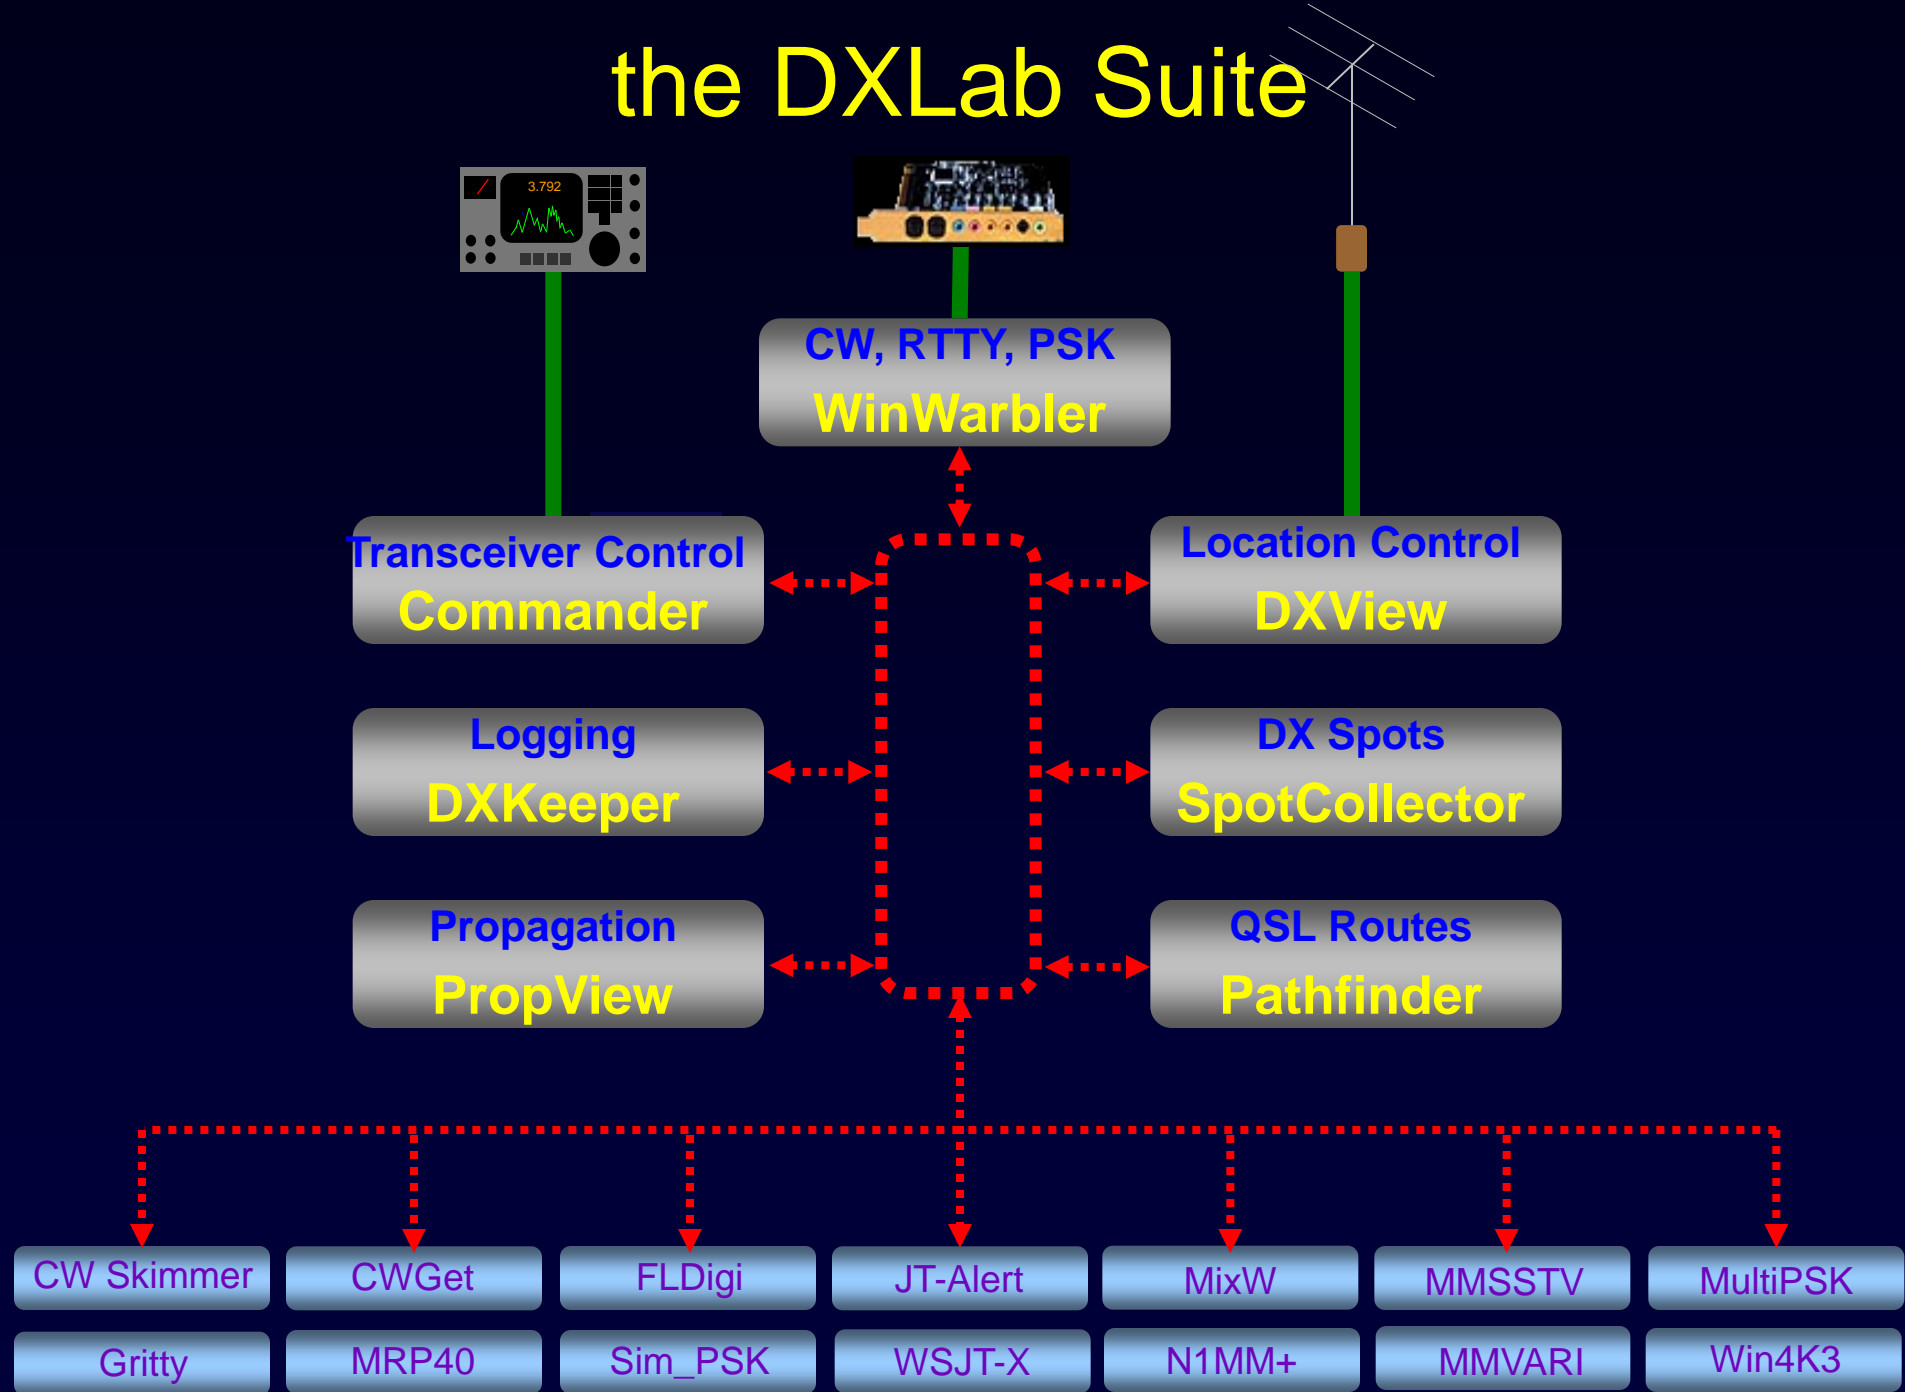 the DXLab Suite
3.792
CW, RTTY, PSK
WinWarbler
Transceiver Control
Commander
Location Control
DXView
Logging
DXKeeper
DX Spots
SpotCollector
Propagation
PropView
QSL Routes
Pathfinder
CW Skimmer
CWGet
FLDigi
JT-Alert
MixW
MMSSTV
MultiPSK
Gritty
MRP40
Sim_PSK
WSJT-X
N1MM+
MMVARI
Win4K3